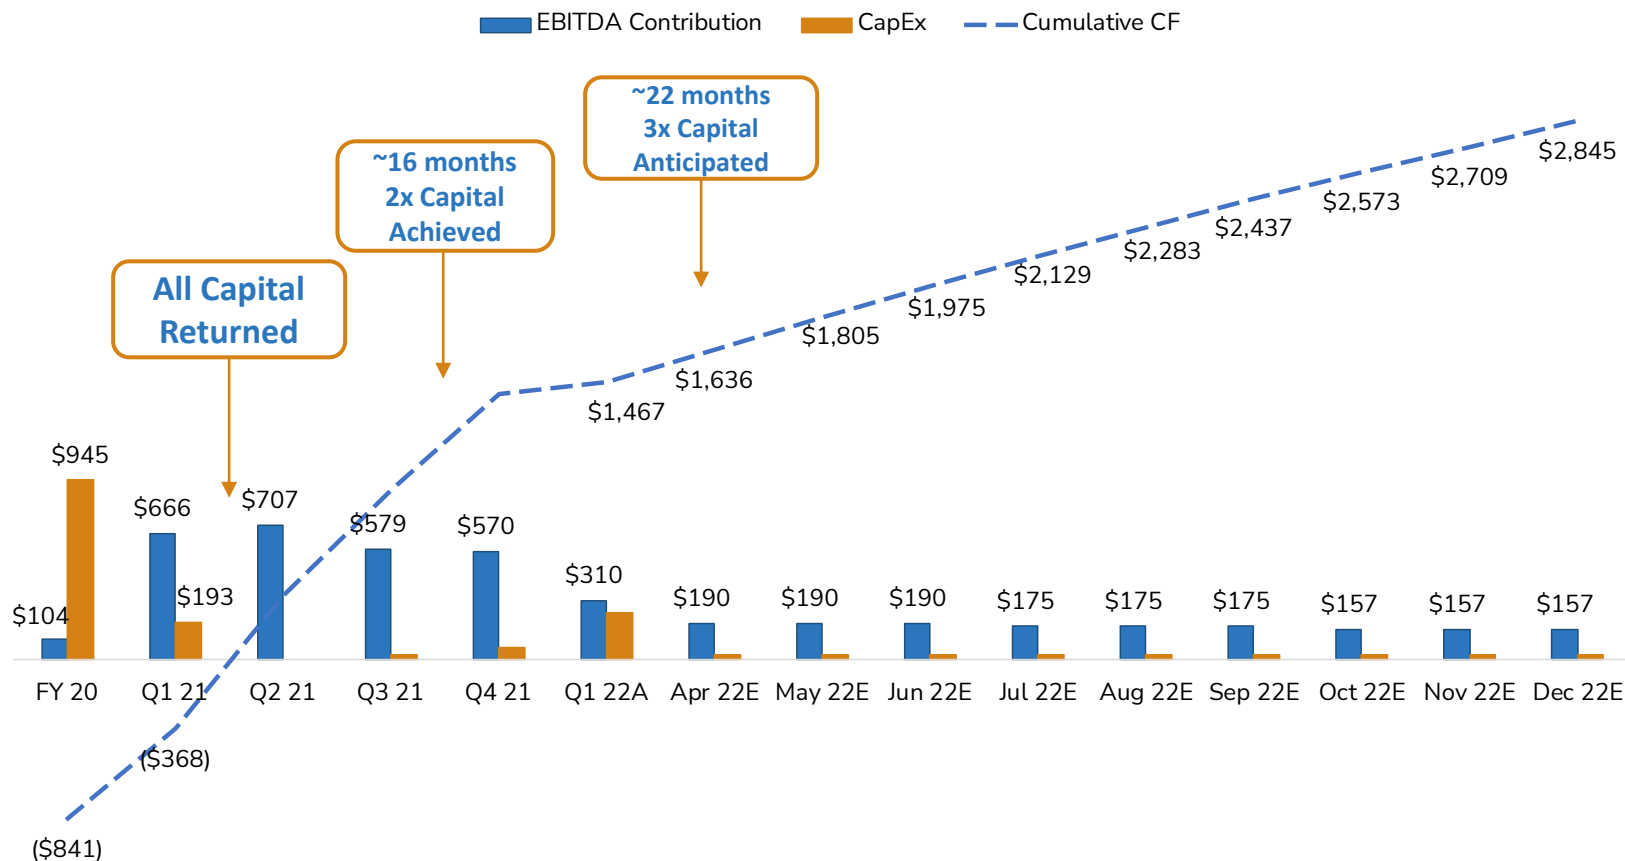 EBITDA Contribution
CapEx
Cumulative CF
~22 months
3x Capital
Anticipated
~16 months
2x Capital
Achieved
All Capital
Returned
$2,845
$2,709
$2,573
$2,437
$2,283
$2,129
$1,975
$1,805
$1,636
$1,467
$945
$104
$666
$193
$707
$579
$570
$310
$190
$190
$190
$175
$175
$175
$157
$157
$157
FY 20
Q1 21
Q2 21
Q3 21
Q4 21
Q1 22A
Apr 22E
May 22E
Jun 22E
Jul 22E
Aug 22E
Sep 22E
Oct 22E
Nov 22E
Dec 22E
($368)
($841)